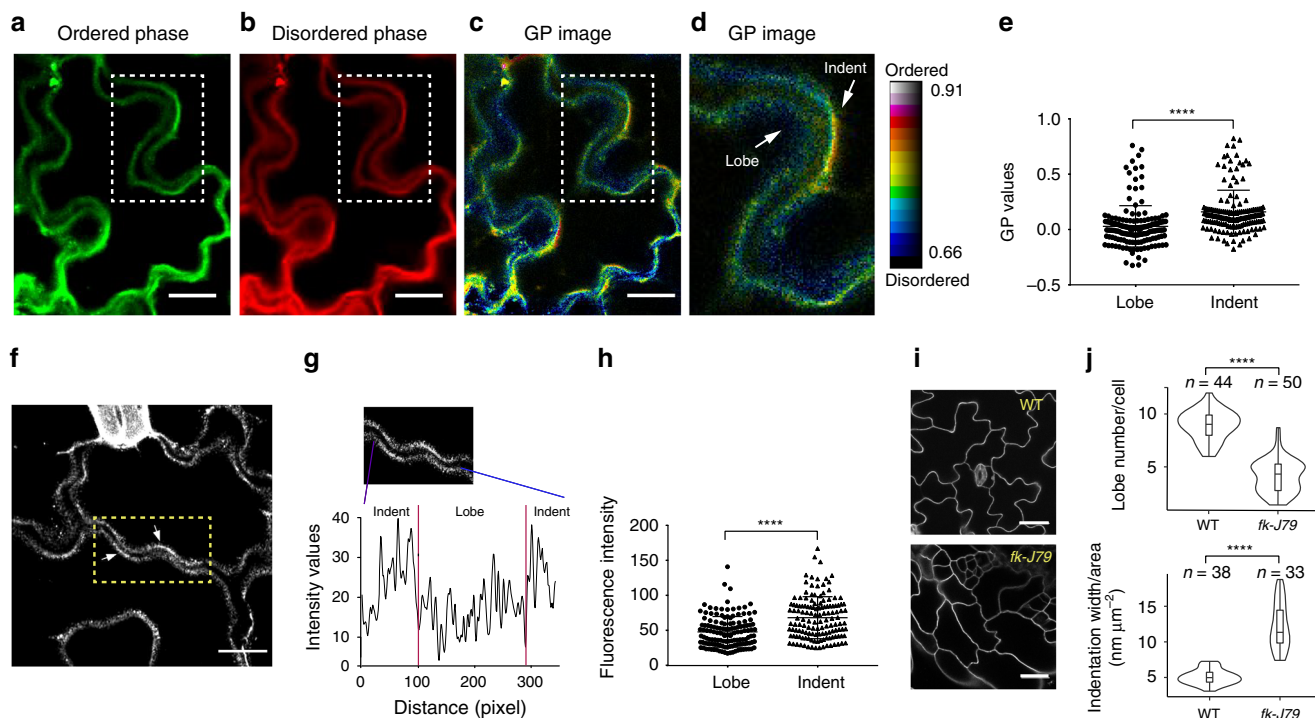 a
Ordered phase
b
Disordered phase
c
GP image
d
GP image
Indent
Lobe
Ordered
0.91
0.66
Disordered
e
****
GP values
1.0
0.5
0.0
–0.5
Lobe
Indent
f
g
Indent
Lobe
Indent
Intensity values
40
30
20
10
1
0
100
200
300
Distance (pixel)
h
****
Fluorescence intensity
200
150
100
50
0
Lobe
Indent
i
WT
fk-J79
j
****
n = 44
n = 50
Lobe number/cell
10
5
WT
fk-J79
****
n = 38
n = 33
Indentation width/area
(nm μm⁻²)
15
10
5
WT
fk-J79